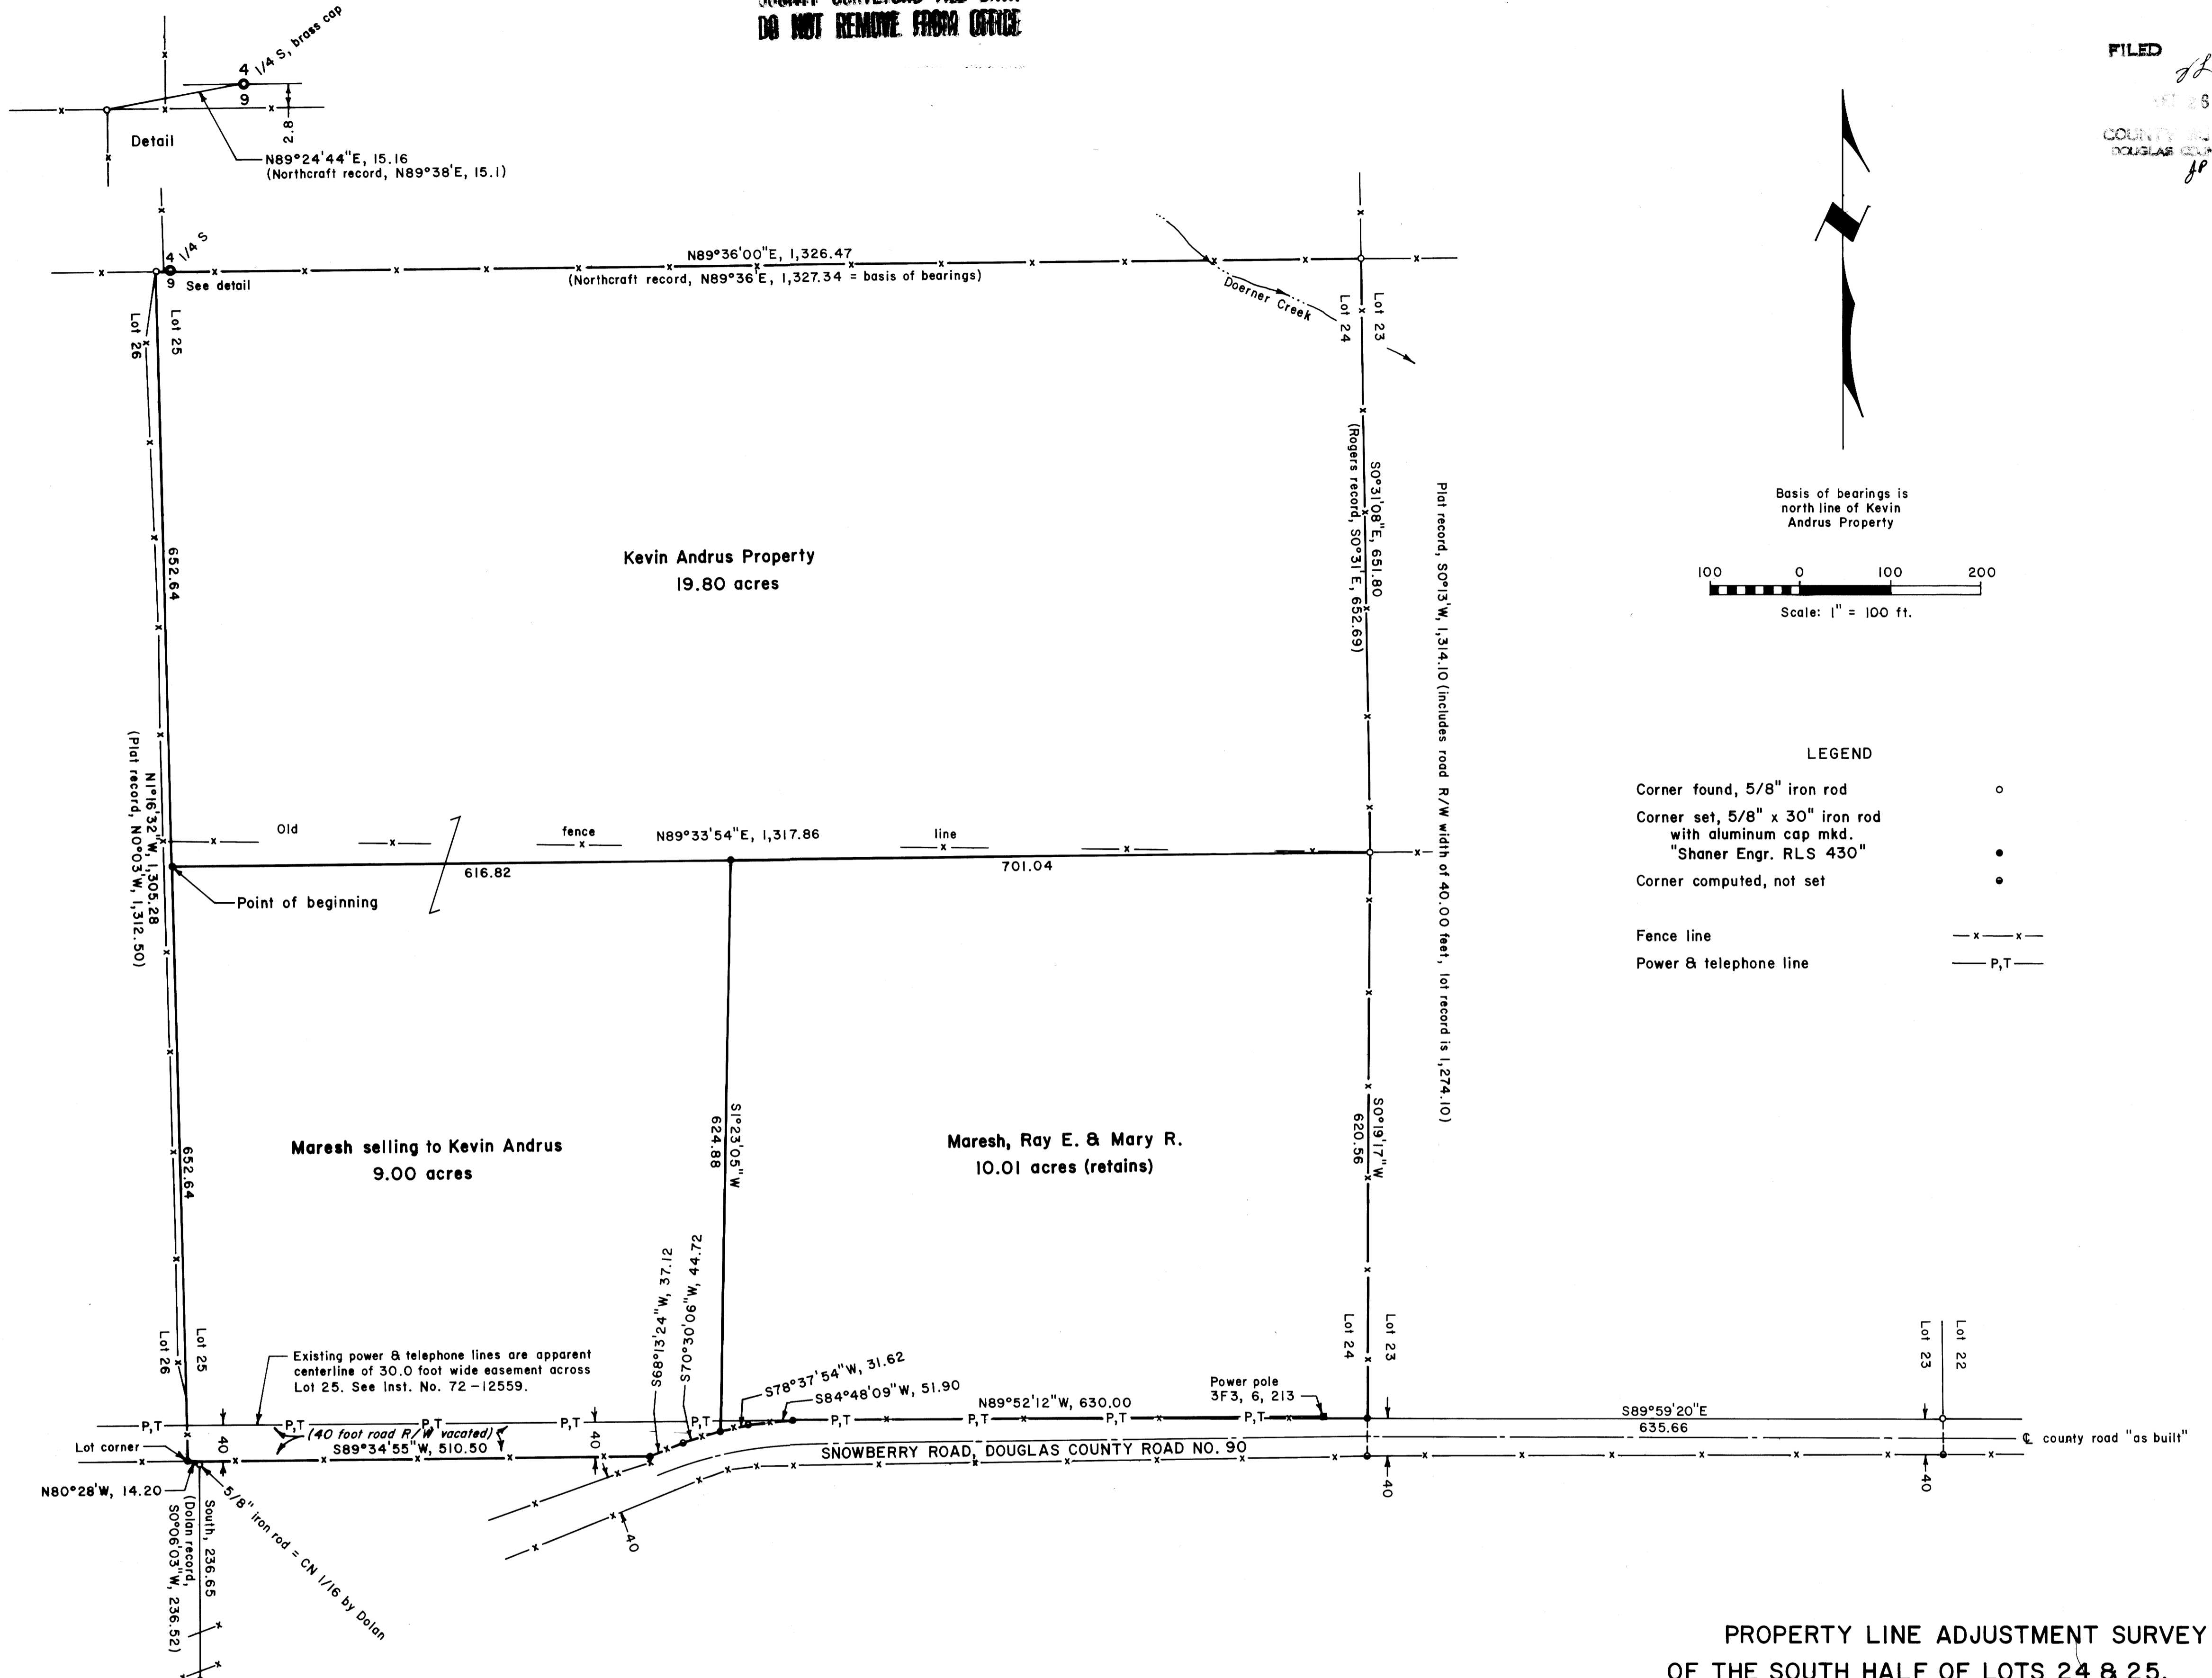 DO NOT REMOVE FROM OFFICE
FILED
COUNTY
DOUGLAS
4
1/4 S, brass cap
9
2.8
Detail
N89°24'44"E, 15.16
(Northcraft record, N89°38'E, 15.1)
4
1/4 S
9
See detail
N89°36'00"E, 1,326.47
(Northcraft record, N89°36'E, 1,327.34 = basis of bearings)
Doerner Creek
Lot 26
Lot 25
Lot 24
Lot 23
652.64
Kevin Andrus Property
19.80 acres
(Rogers record, S0°31'E, 652.69)
S0°31'08"E, 651.80
Plat record, S0°13'W, 1,314.10 (includes road R/W width of 40.00 feet, lot record is 1,274.10)
Basis of bearings is
north line of Kevin
Andrus Property
100 0 100 200
Scale: 1" = 100 ft.
LEGEND
Corner found, 5/8" iron rod
Corner set, 5/8" x 30" iron rod
with aluminum cap mkd.
"Shaner Engr. RLS 430"
Corner computed, not set
Fence line
x x
Power & telephone line
P,T
N1°16'32"W, 1,305.28
(Plat record, N0°03'W, 1,312.50)
Old fence line
N89°33'54"E, 1,317.86
616.82
701.04
Point of beginning
652.64
Maresh selling to Kevin Andrus
9.00 acres
S1°23'05"W
624.88
Maresh, Ray E. & Mary R.
10.01 acres (retains)
S0°19'17"W
620.56
S68°13'24"W, 37.12
S70°30'06"W, 44.72
S78°37'54"W, 31.62
S84°48'09"W, 51.90
N89°52'12"W, 630.00
Power pole
3F3, 6, 213
Lot 26
Lot 25
Lot 24
Lot 23
Lot 23
Lot 22
Existing power & telephone lines are apparent
centerline of 30.0 foot wide easement across
Lot 25. See Inst. No. 72-12559.
P,T P,T P,T P,T P,T P,T P,T P,T P,T
(40 foot road R/W vacated)
S89°34'55"W, 510.50
40
40
Lot corner
N80°28'W, 14.20
5/8" iron rod = CN 1/16 by Dolan
South, 236.65
(Dolan record,
S0°06'03"W, 236.52)
SNOWBERRY ROAD, DOUGLAS COUNTY ROAD NO. 90
S89°59'20"E
635.66
℄ county road "as built"
40
40
40
PROPERTY LINE ADJUSTMENT SURVEY
OF THE SOUTH HALF OF LOTS 24 & 25,